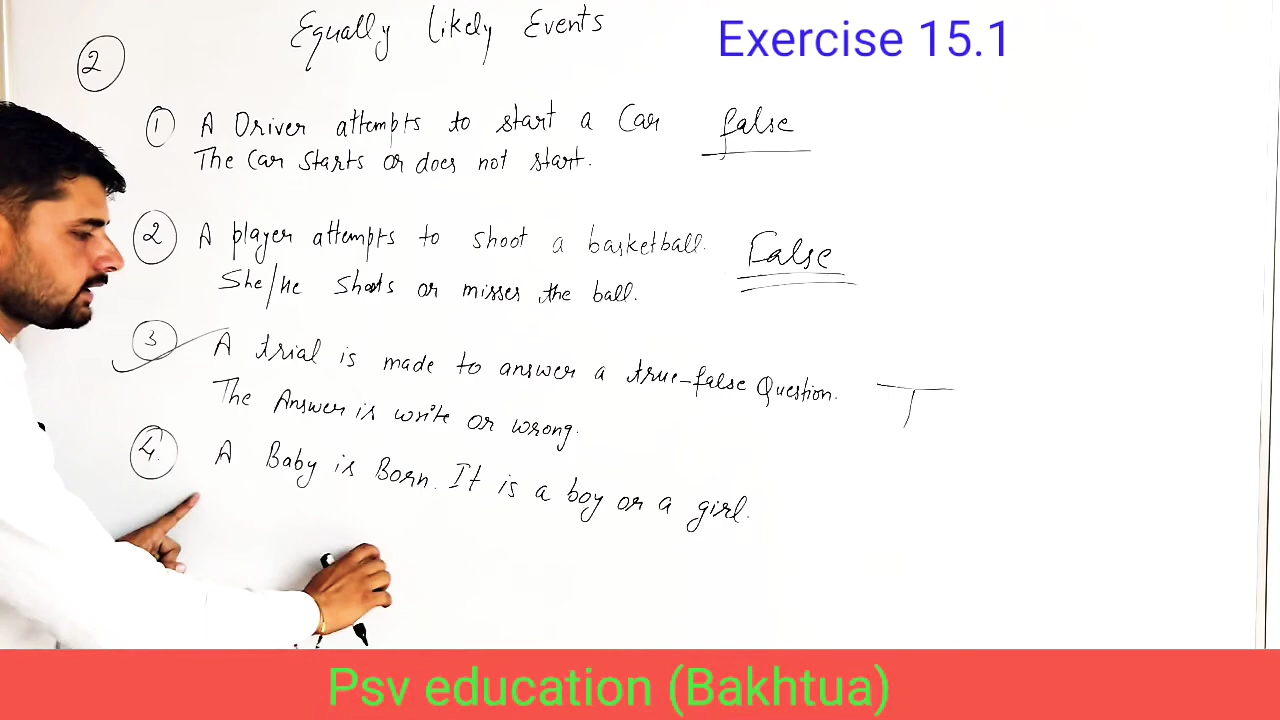 Equally likely Events
Exercise 15.1
2
1 A Driver attempts to start a Car false
The Car starts or does not start.
2 A player attempts to shoot a basketball. False
She/He shoots or misses the ball.
3 A trial is made to answer a true-false Question. T
The Answer is write or wrong.
4. A Baby is Born. It is a boy or a girl.
Psv education (Bakhtua)